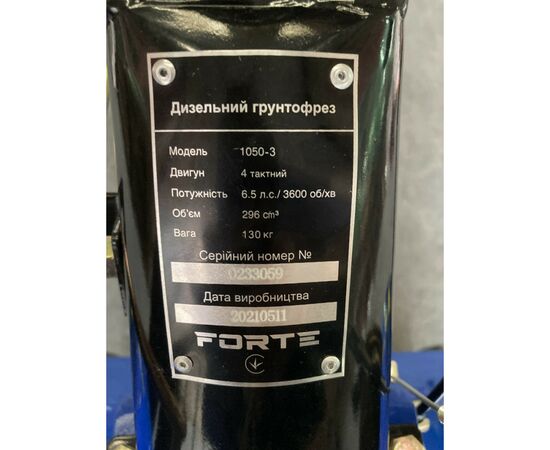 Дизельний грунтофрез
Модель 1050-3
Двигун 4 тактний
Потужність 6.5 л.с./ 3600 об/хв
Об'єм 296 cm³
Вага 130 кг
Серійний номер №
0233059
Дата виробництва
20210511
FORTE